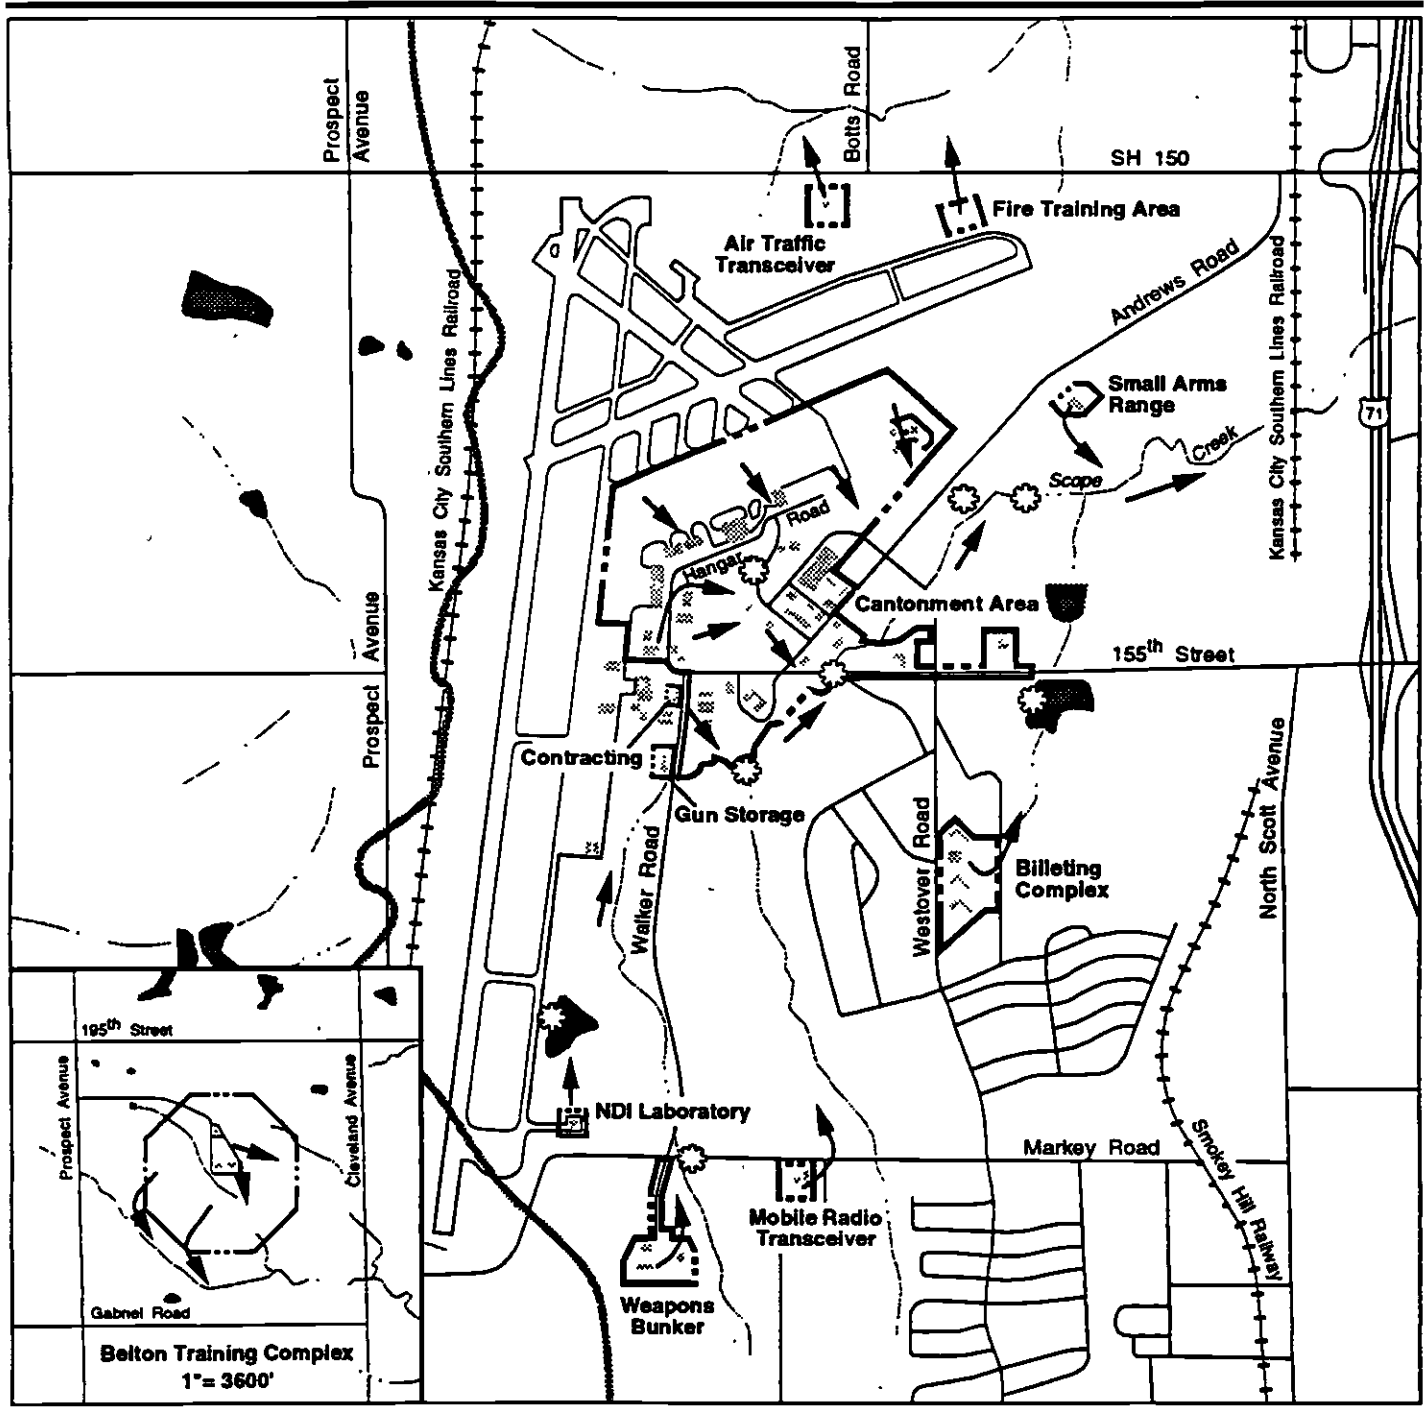 Prospect
Avenue
Botts Road
SH 150
Fire Training Area
Air Traffic
Transceiver
Andrews Road
Kansas City Southern Lines Railroad
Kansas City Southern Lines Railroad
Small Arms
Range
71
Scope
Creek
Hangar
Road
Cantonment Area
155th Street
Prospect
Avenue
Contracting
Gun Storage
Walker Road
Westover Road
Billeting
Complex
North Scott Avenue
195th Street
Prospect Avenue
Cleveland Avenue
NDI Laboratory
Markey Road
Smokey Hill Railway
Mobile Radio
Transceiver
Weapons
Bunker
Gabnel Road
Belton Training Complex
1"= 3600'